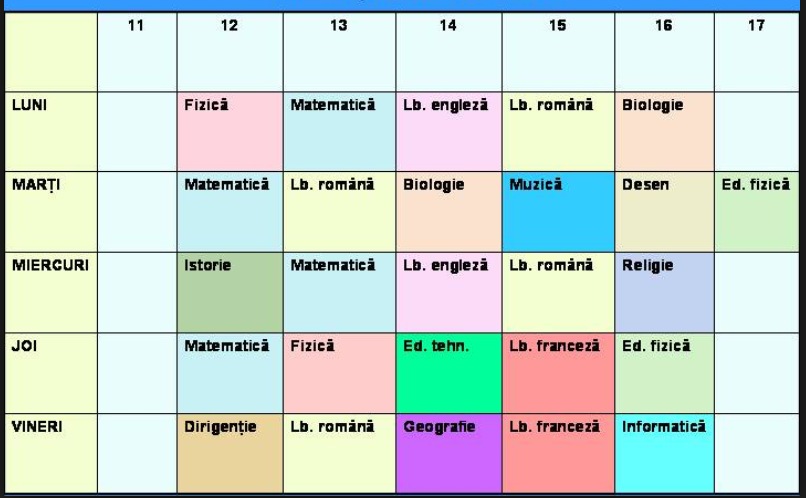 11 12 13 14 15 16 17
LUNI Fizică Matematică Lb. engleză Lb. română Biologie
MARȚI Matematică Lb. română Biologie Muzică Desen Ed. fizică
MIERCURI Istorie Matematică Lb. engleză Lb. română Religie
JOI Matematică Fizică Ed. tehn. Lb. franceză Ed. fizică
VINERI Dirigenție Lb. română Geografie Lb. franceză Informatică